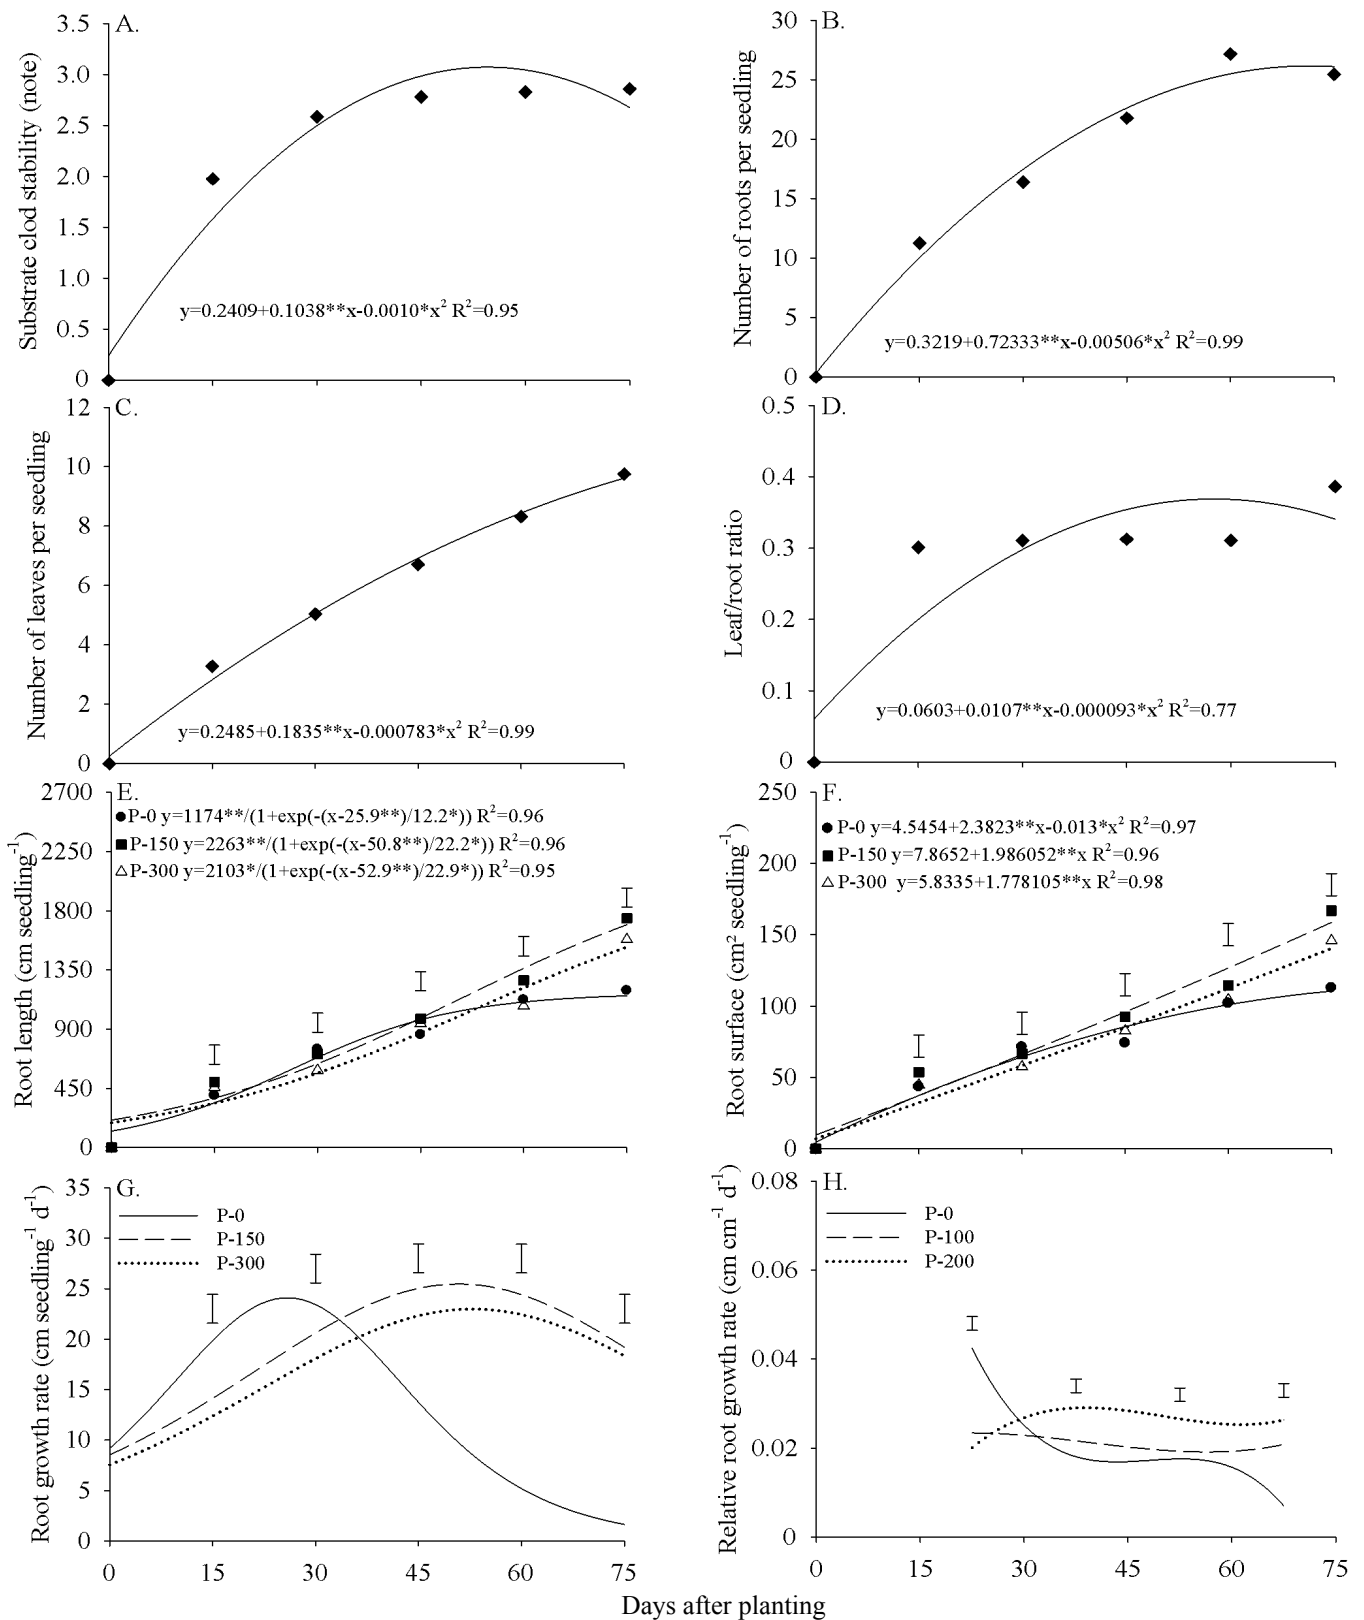 A.
Substrate clod stability (note)
3.5
3.0
2.5
2.0
1.5
1.0
0.5
0
y=0.2409+0.1038**x-0.0010*x² R²=0.95
B.
Number of roots per seedling
30
25
20
15
10
5
0
y=0.3219+0.72333**x-0.00506*x² R²=0.99
C.
Number of leaves per seedling
12
10
8
6
4
2
0
y=0.2485+0.1835**x-0.000783*x² R²=0.99
D.
Leaf/root ratio
0.5
0.4
0.3
0.2
0.1
0.0
y=0.0603+0.0107**x-0.000093*x² R²=0.77
E.
Root length (cm seedling⁻¹)
2700
2250
1800
1350
900
450
0
P-0 y=1174**/(1+exp(-(x-25.9**)/12.2*)) R²=0.96
P-150 y=2263**/(1+exp(-(x-50.8**)/22.2*)) R²=0.96
P-300 y=2103*/(1+exp(-(x-52.9**)/22.9*)) R²=0.95
F.
Root surface (cm² seedling⁻¹)
250
200
150
100
50
0
P-0 y=4.5454+2.3823**x-0.013*x² R²=0.97
P-150 y=7.8652+1.986052**x R²=0.96
P-300 y=5.8335+1.778105**x R²=0.98
G.
Root growth rate (cm seedling⁻¹ d⁻¹)
35
30
25
20
15
10
5
0
P-0
P-150
P-300
0 15 30 45 60 75
H.
Relative root growth rate (cm cm⁻¹ d⁻¹)
0.08
0.06
0.04
0.02
0
P-0
P-100
P-200
0 15 30 45 60 75
Days after planting